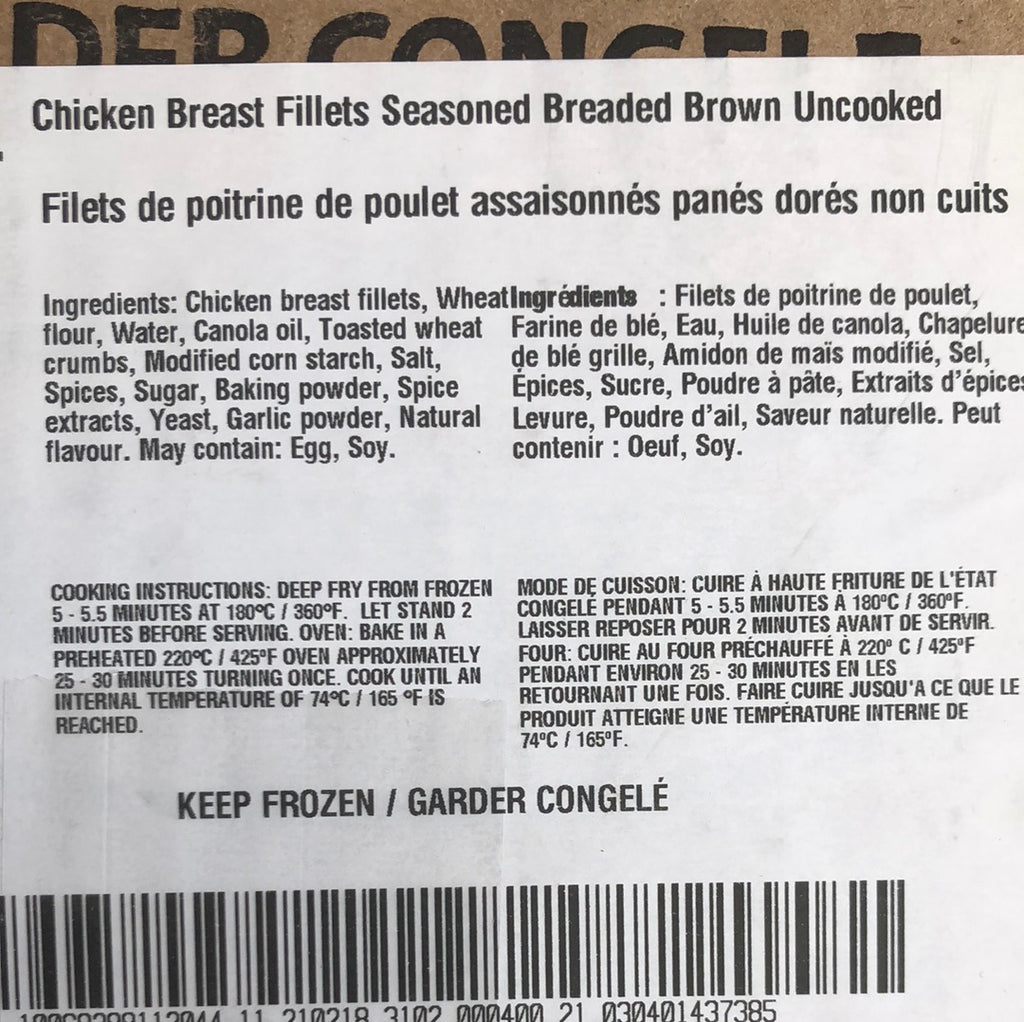 DER CONGELÉ
Chicken Breast Fillets Seasoned Breaded Brown Uncooked
Filets de poitrine de poulet assaisonnés panés dorés non cuits
Ingredients: Chicken breast fillets, Wheat
flour, Water, Canola oil, Toasted wheat
crumbs, Modified corn starch, Salt,
Spices, Sugar, Baking powder, Spice
extracts, Yeast, Garlic powder, Natural
flavour. May contain: Egg, Soy.
Ingrédients : Filets de poitrine de poulet,
Farine de blé, Eau, Huile de canola, Chapelure
de blé grille, Amidon de maïs modifié, Sel,
Épices, Sucre, Poudre à pâte, Extraits d'épices
Levure, Poudre d'ail, Saveur naturelle. Peut
contenir : Oeuf, Soy.
COOKING INSTRUCTIONS: DEEP FRY FROM FROZEN
5 - 5.5 MINUTES AT 180ºC / 360ºF. LET STAND 2
MINUTES BEFORE SERVING. OVEN: BAKE IN A
PREHEATED 220ºC / 425ºF OVEN APPROXIMATELY
25 - 30 MINUTES TURNING ONCE. COOK UNTIL AN
INTERNAL TEMPERATURE OF 74ºC / 165 ºF IS
REACHED.
MODE DE CUISSON: CUIRE À HAUTE FRITURE DE L'ÉTAT
CONGELÉ PENDANT 5 - 5.5 MINUTES À 180ºC / 360ºF.
LAISSER REPOSER POUR 2 MINUTES AVANT DE SERVIR.
FOUR: CUIRE AU FOUR PRÉCHAUFFÉ À 220º C / 425ºF
PENDANT ENVIRON 25 - 30 MINUTES EN LES
RETOURNANT UNE FOIS. FAIRE CUIRE JUSQU'A CE QUE LE
PRODUIT ATTEIGNE UNE TEMPÉRATURE INTERNE DE
74ºC / 165ºF.
KEEP FROZEN / GARDER CONGELÉ
11 210218 3102 000400 21 030401437385